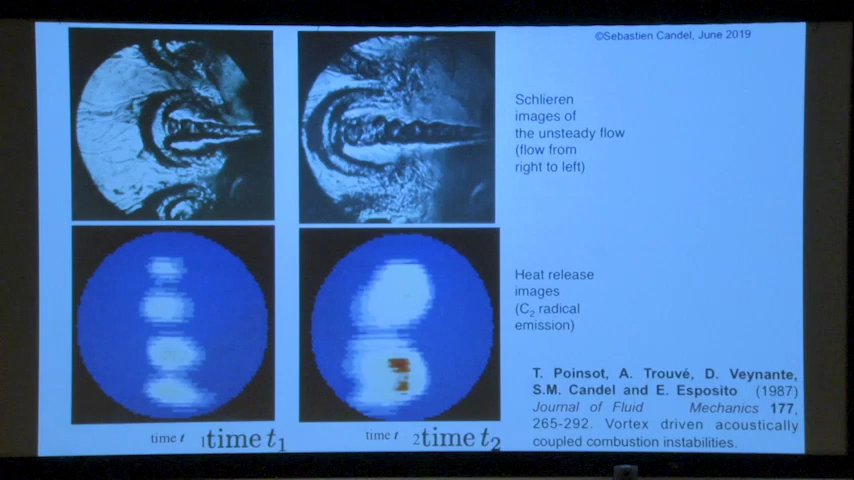 ©Sebastien Candel, June 2019
Schlieren
images of
the unsteady flow
(flow from
right to left)
Heat release
images
(C₂ radical
emission)
T. Poinsot, A. Trouvé, D. Veynante,
S.M. Candel and E. Esposito (1987)
Journal of Fluid Mechanics 177,
265-292. Vortex driven acoustically
coupled combustion instabilities.
time t 1time t₁
time t 2time t₂